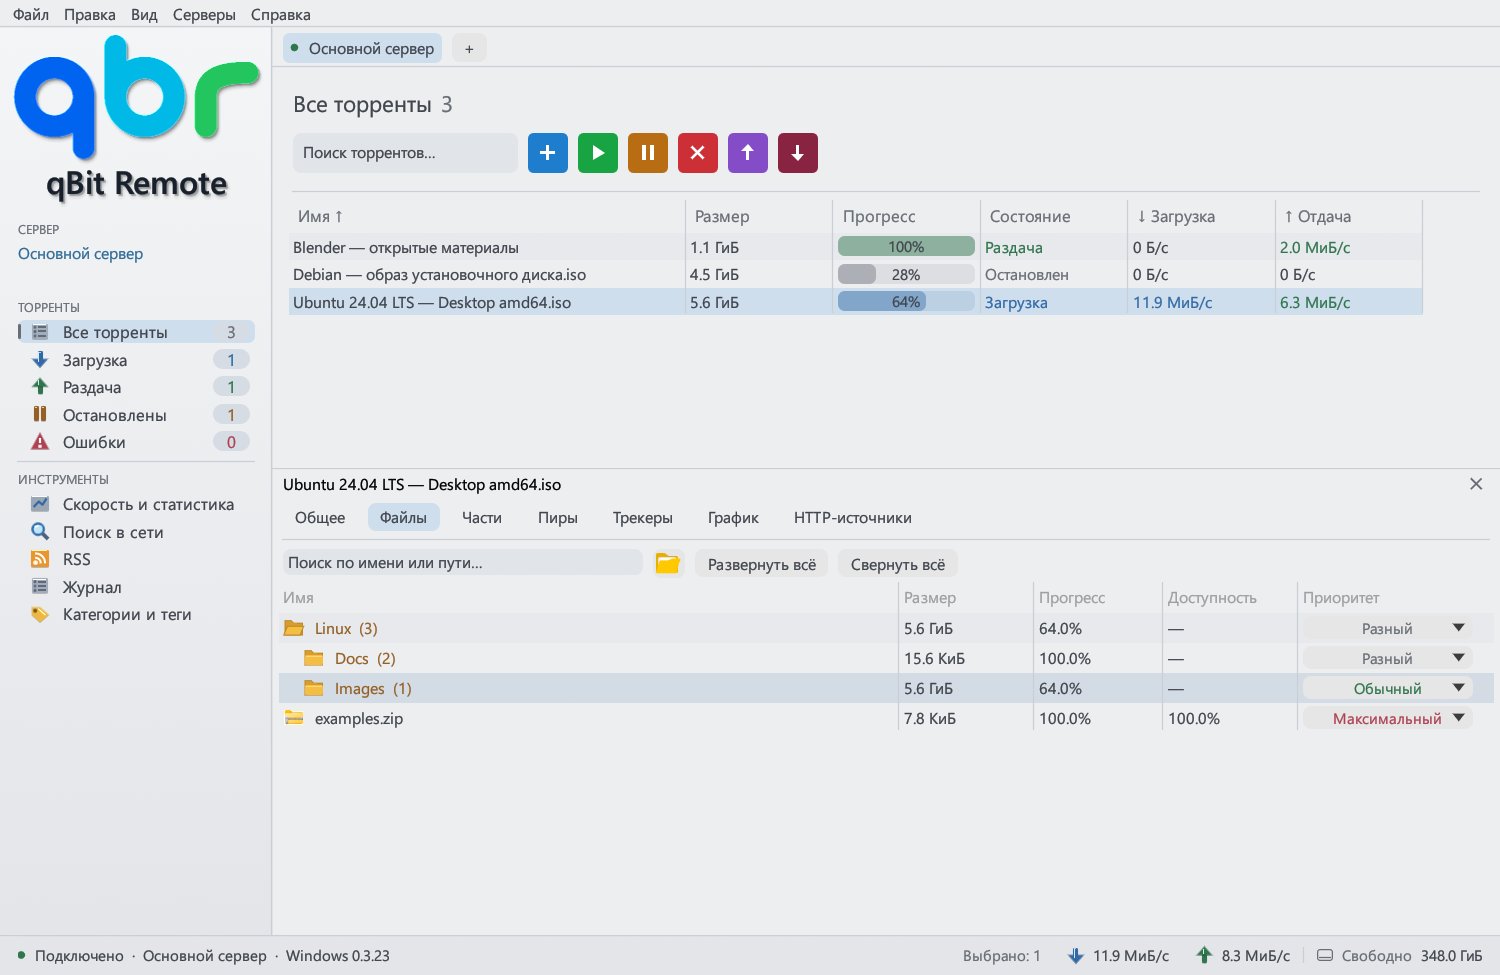 Файл Правка Вид Серверы Справка
qbr
qBit Remote
СЕРВЕР
Основной сервер
ТОРРЕНТЫ
Все торренты 3
Загрузка 1
Раздача 1
Остановлены 1
Ошибки 0
ИНСТРУМЕНТЫ
Скорость и статистика
Поиск в сети
RSS
Журнал
Категории и теги
Основной сервер +
Все торренты 3
Поиск торрентов...
Имя ↑ Размер Прогресс Состояние ↓ Загрузка ↑ Отдача
Blender — открытые материалы 1.1 ГиБ 100% Раздача 0 Б/с 2.0 МиБ/с
Debian — образ установочного диска.iso 4.5 ГиБ 28% Остановлен 0 Б/с 0 Б/с
Ubuntu 24.04 LTS — Desktop amd64.iso 5.6 ГиБ 64% Загрузка 11.9 МиБ/с 6.3 МиБ/с
Ubuntu 24.04 LTS — Desktop amd64.iso
Общее Файлы Части Пиры Трекеры График HTTP-источники
Поиск по имени или пути... Развернуть всё Свернуть всё
Имя Размер Прогресс Доступность Приоритет
Linux (3) 5.6 ГиБ 64.0% — Разный
Docs (2) 15.6 КиБ 100.0% — Разный
Images (1) 5.6 ГиБ 64.0% — Обычный
examples.zip 7.8 КиБ 100.0% 100.0% Максимальный
Подключено · Основной сервер · Windows 0.3.23 Выбрано: 1 11.9 МиБ/с 8.3 МиБ/с Свободно 348.0 ГиБ